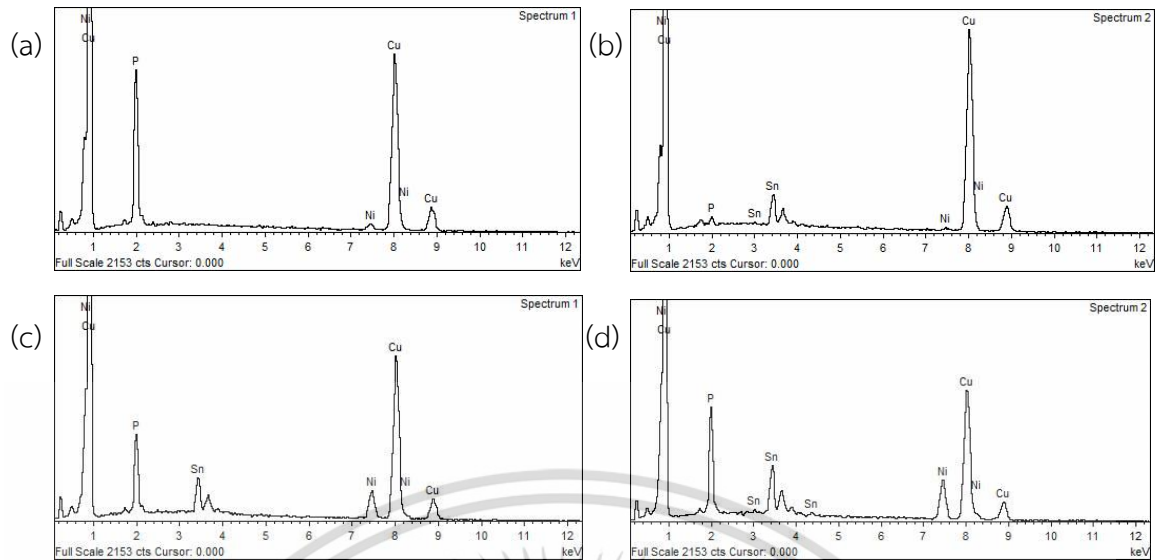 (a)
Spectrum 1
Ni
Cu
P
Ni
Cu
Ni
Cu
1 2 3 4 5 6 7 8 9 10 11 12
Full Scale 2153 cts Cursor: 0.000
keV
(b)
Spectrum 2
Ni
Cu
P
Sn
Sn
Ni
Cu
Ni
Cu
1 2 3 4 5 6 7 8 9 10 11 12
Full Scale 2153 cts Cursor: 0.000
keV
(c)
Spectrum 1
Ni
Cu
P
Sn
Ni
Cu
Ni
Cu
1 2 3 4 5 6 7 8 9 10 11 12
Full Scale 2153 cts Cursor: 0.000
keV
(d)
Spectrum 2
Ni
Cu
P
Sn
Sn
Sn
Ni
Cu
Ni
Cu
1 2 3 4 5 6 7 8 9 10 11 12
Full Scale 2153 cts Cursor: 0.000
keV